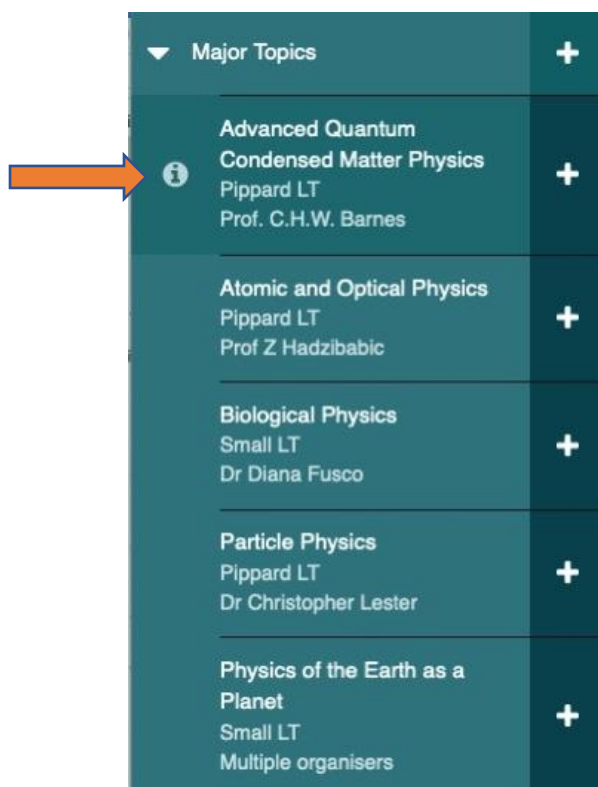 Major Topics
Advanced Quantum
Condensed Matter Physics
Pippard LT
Prof. C.H.W. Barnes
Atomic and Optical Physics
Pippard LT
Prof Z Hadzibabic
Biological Physics
Small LT
Dr Diana Fusco
Particle Physics
Pippard LT
Dr Christopher Lester
Physics of the Earth as a
Planet
Small LT
Multiple organisers